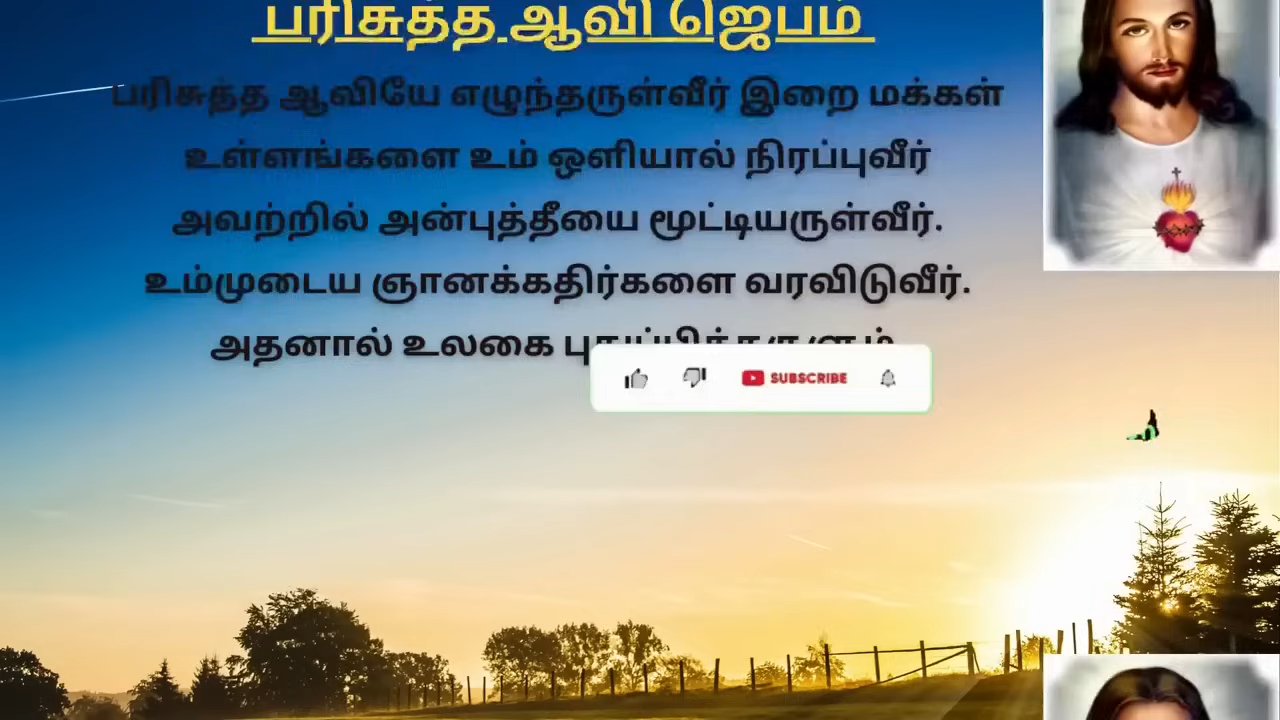 பரிசுத்த ஆவி ஜெபம்
பரிசுத்த ஆவியே எழுந்தருள்வீர் இறை மக்கள்
உள்ளங்களை உம் ஒளியால் நிரப்புவீர்
அவற்றில் அன்புத்தீயை மூட்டியருள்வீர்.
உம்முடைய ஞானக்கதிர்களை வரவிடுவீர்.
அதனால் உலகை
SUBSCRIBE